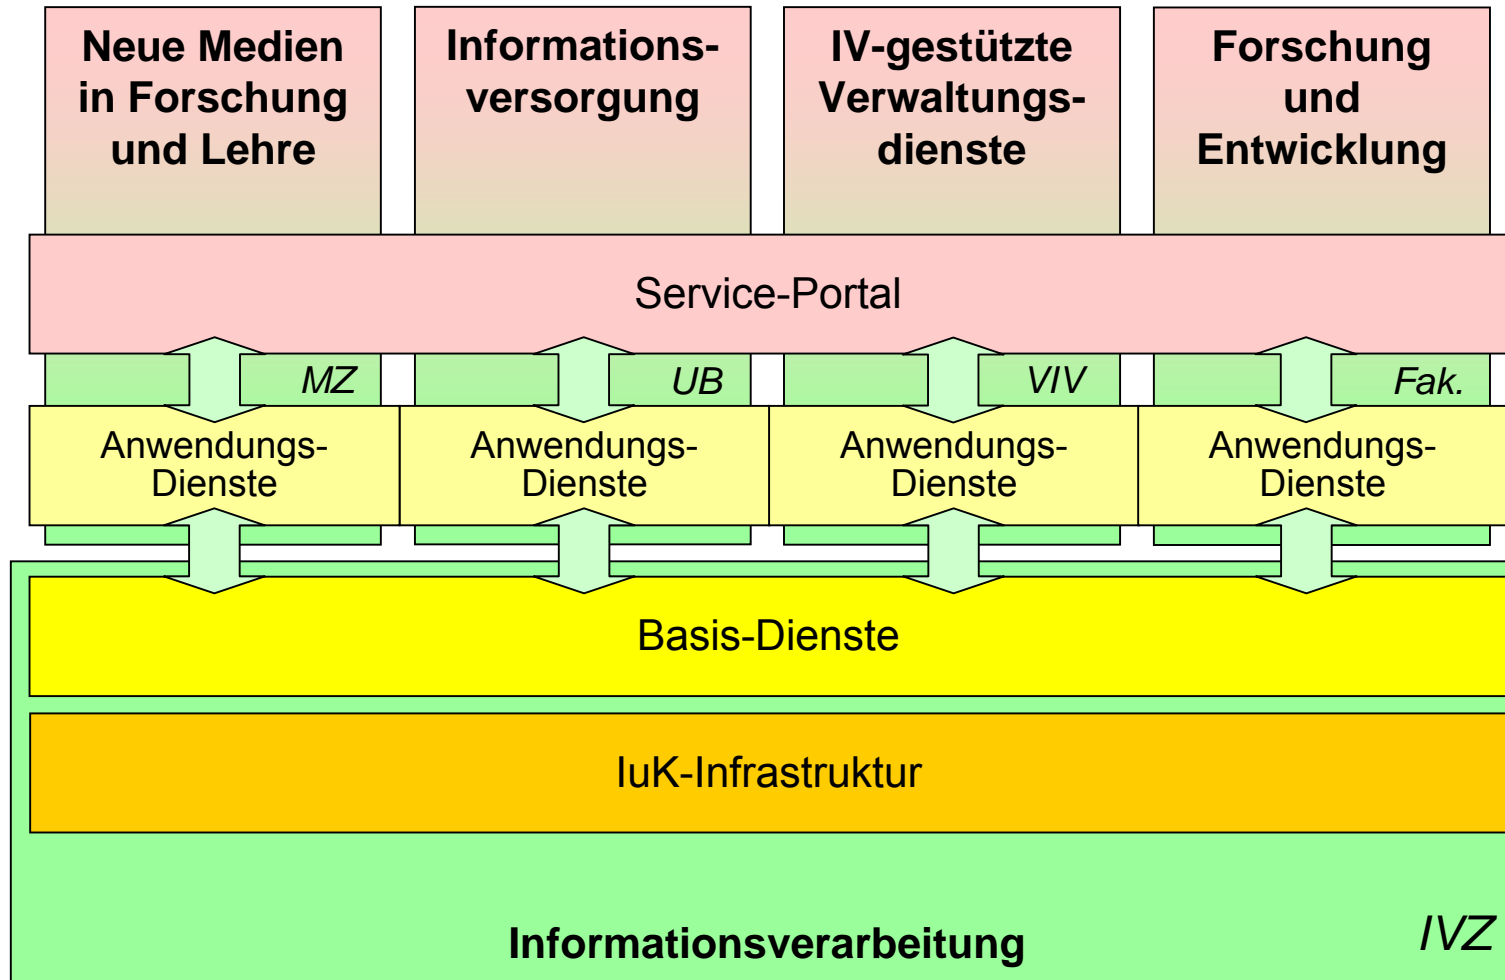 Neue Medien
in Forschung
und Lehre
Informations-
versorgung
IV-gestützte
Verwaltungs-
dienste
Forschung
und
Entwicklung
Service-Portal
MZ
UB
VIV
Fak.
Anwendungs-
Dienste
Anwendungs-
Dienste
Anwendungs-
Dienste
Anwendungs-
Dienste
Basis-Dienste
IuK-Infrastruktur
Informationsverarbeitung
IVZ